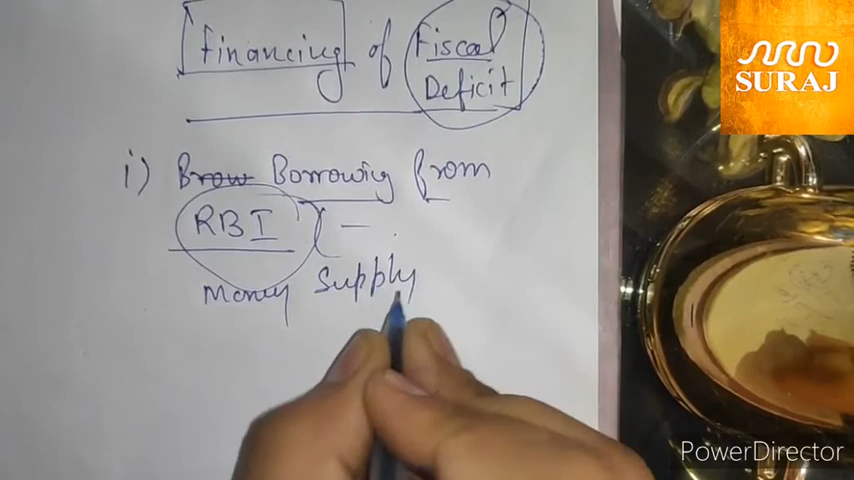 Financing of Fiscal
Deficit
i) Brow Borrowing from
RBI (-
Money Supply
SURAJ
PowerDirector